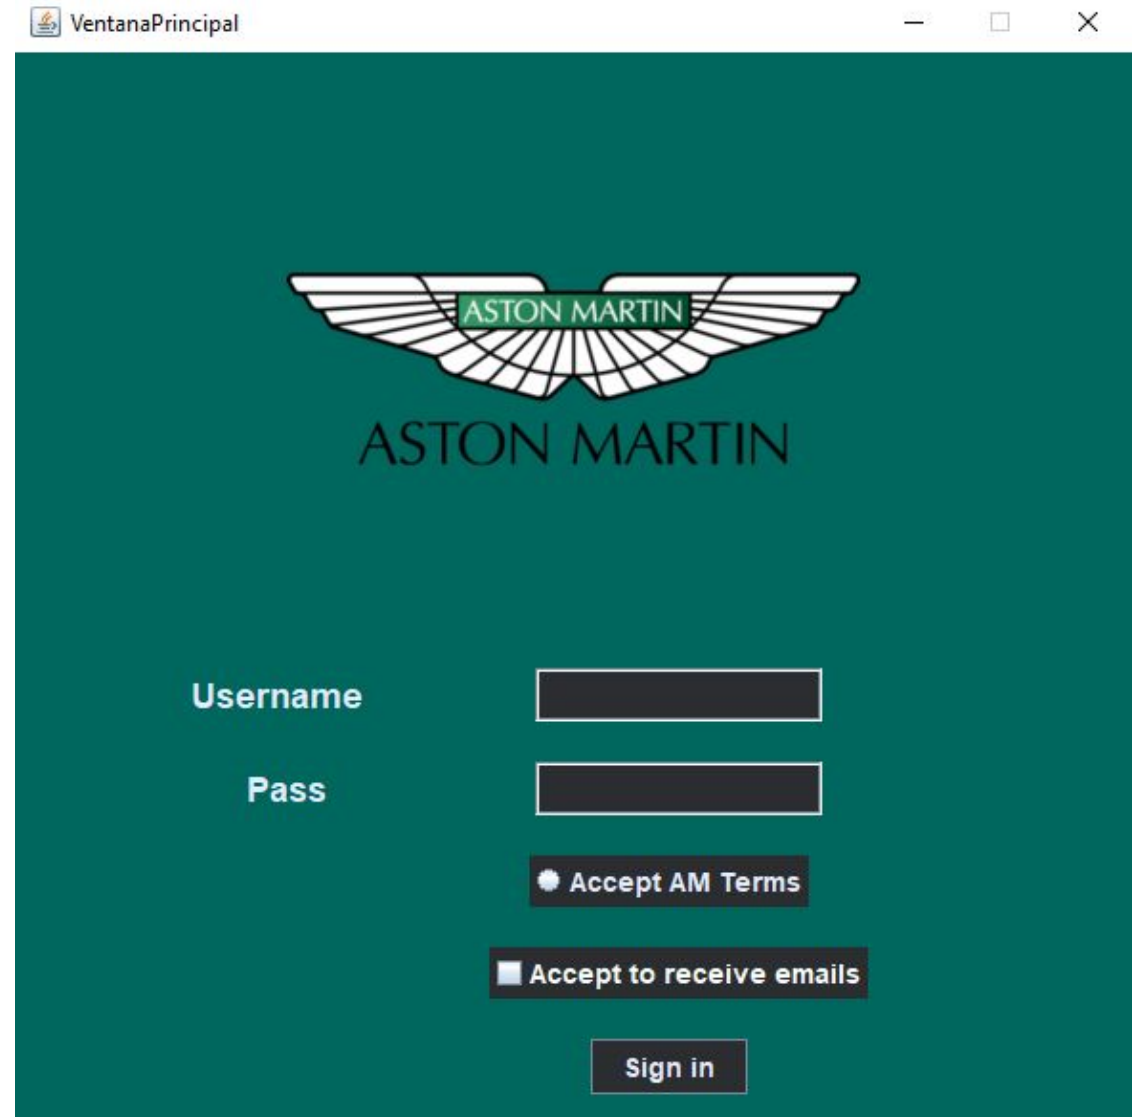 VentanaPrincipal
ASTON MARTIN
ASTON MARTIN
Username
Pass
Accept AM Terms
Accept to receive emails
Sign in